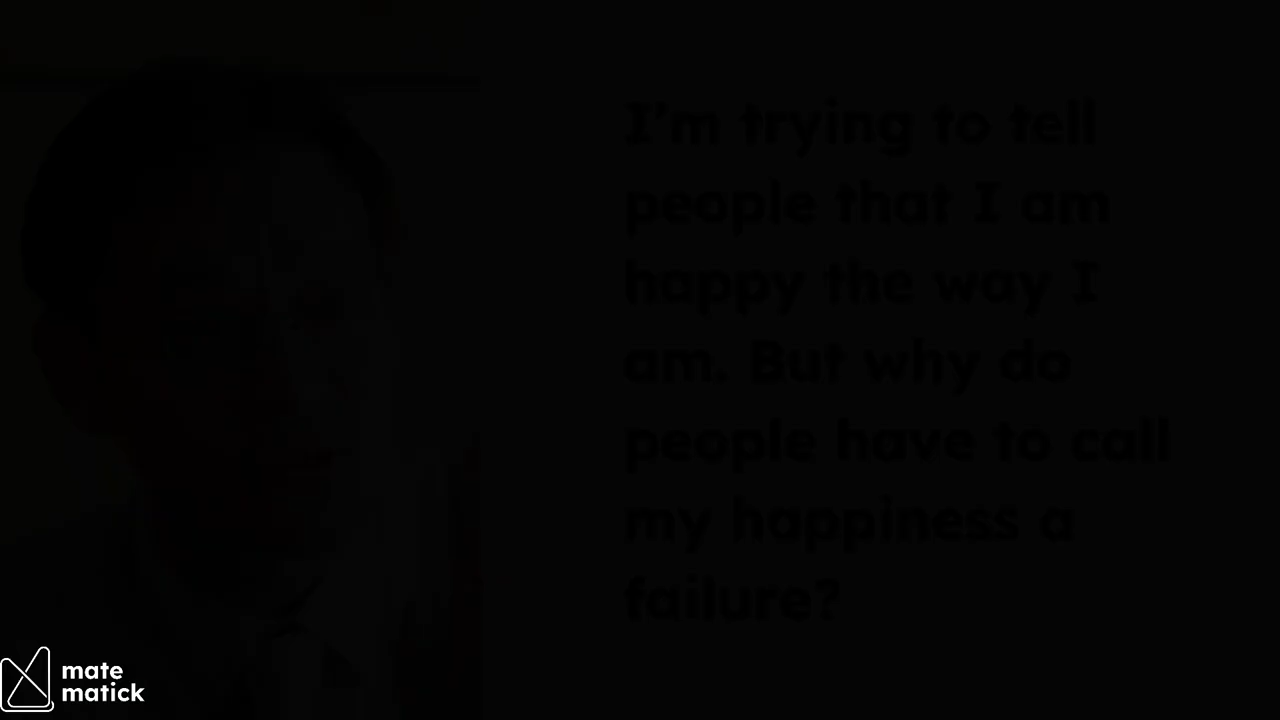 I'm trying to tell
people that I am
happy the way I
am. But why do
people have to call
my happiness a
failure?
mate
matick